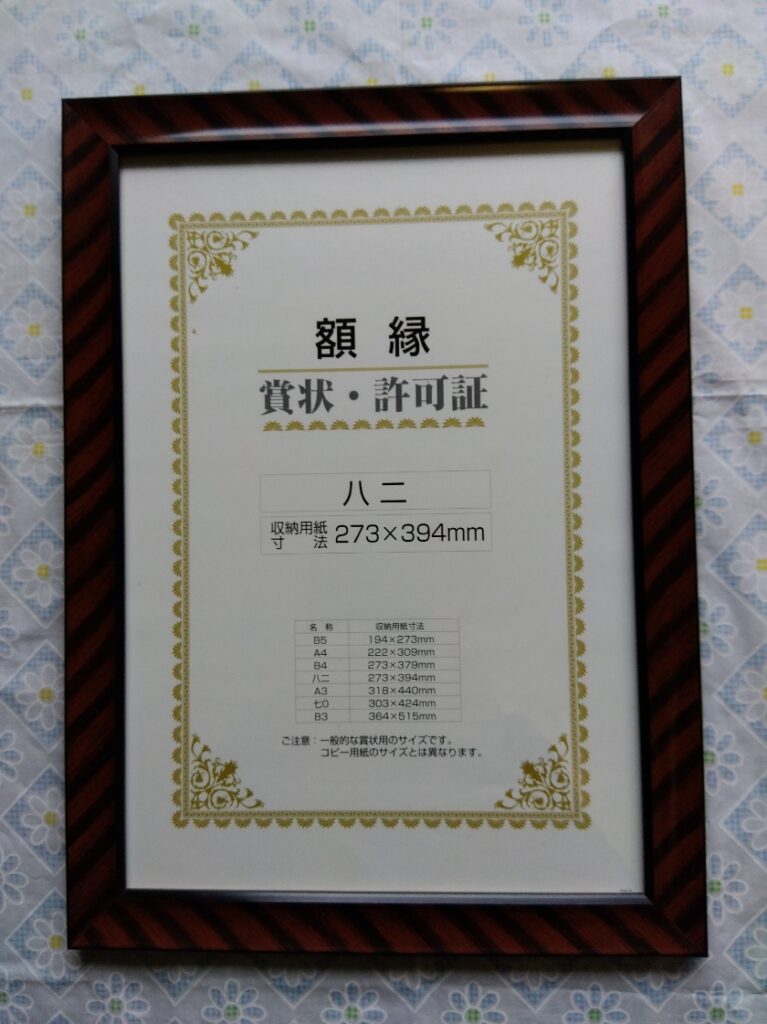 額 縁
賞状・許可証
八二
収納用紙
寸 法 273×394mm
名 称 収納用紙寸法
B5 194×273mm
A4 222×309mm
B4 273×379mm
八二 273×394mm
A3 318×440mm
七0 303×424mm
B3 364×515mm
ご注意：一般的な賞状用のサイズです。
コピー用紙のサイズとは異なります。